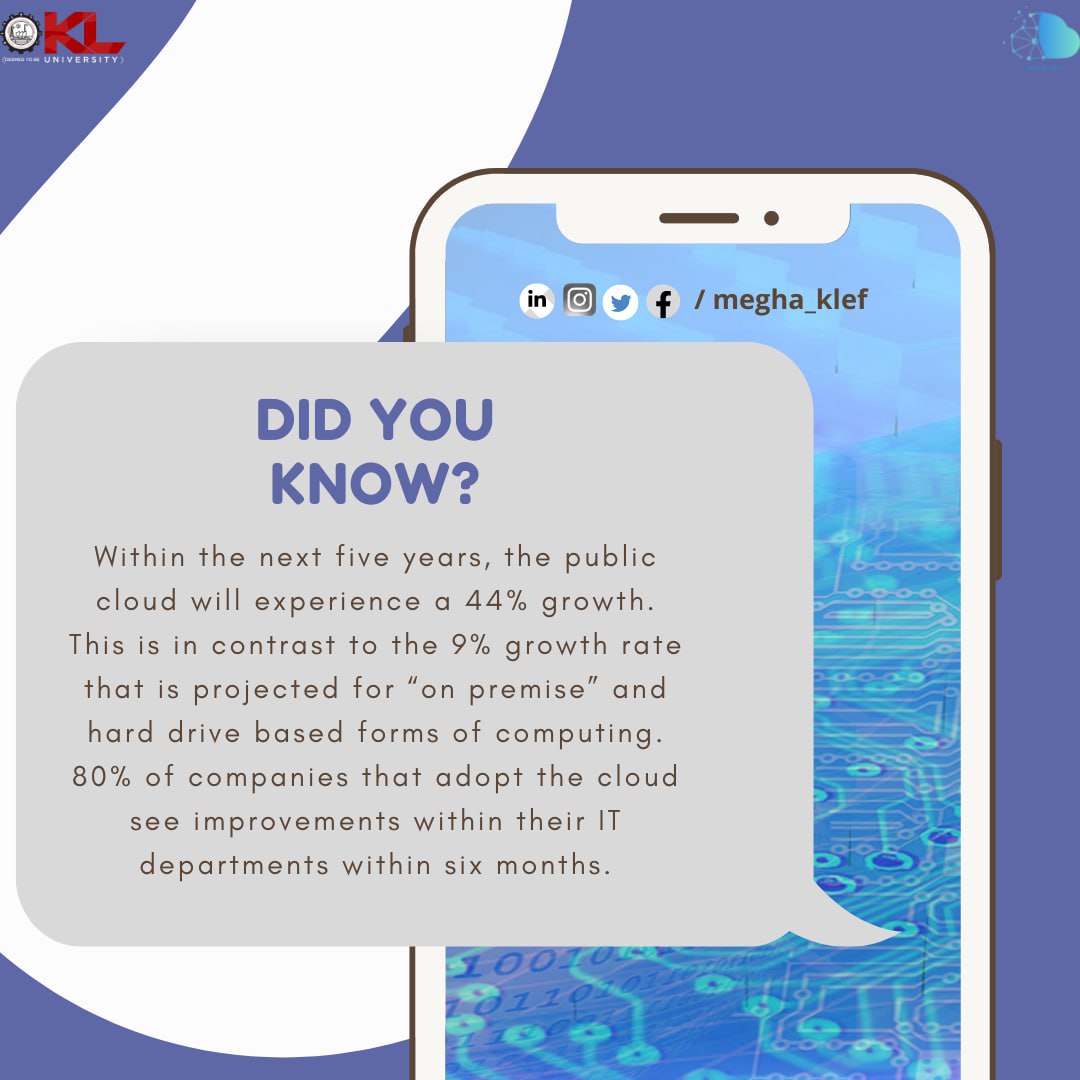 KL
(DEEMED TO BE UNIVERSITY)
/ megha_klef
DID YOU
KNOW?
Within the next five years, the public
cloud will experience a 44% growth.
This is in contrast to the 9% growth rate
that is projected for “on premise” and
hard drive based forms of computing.
80% of companies that adopt the cloud
see improvements within their IT
departments within six months.